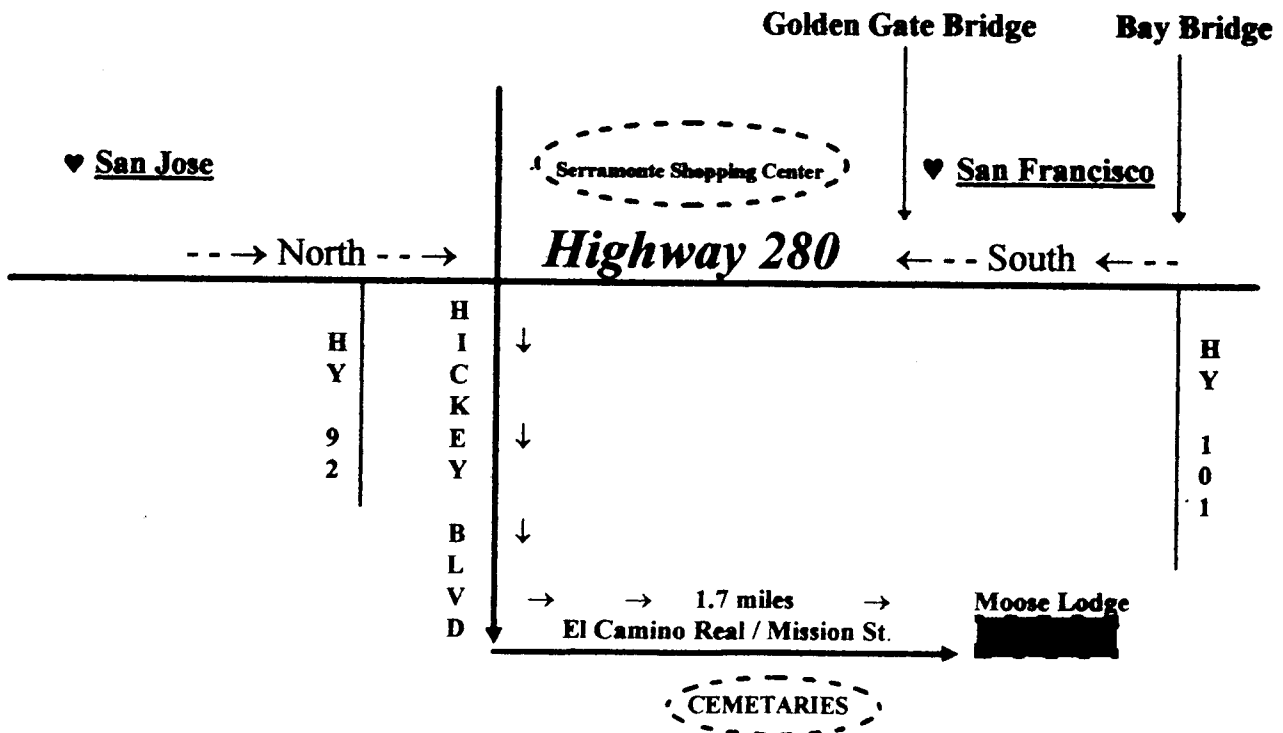 Golden Gate Bridge Bay Bridge
♥ San Jose
Serramonte Shopping Center
♥ San Francisco
- - → North - - →
Highway 280
← - - South ← - -
HY 92
HICKEY BLVD
↓
↓
↓
HY 101
→ → 1.7 miles →
El Camino Real / Mission St.
Moose Lodge
CEMETARIES